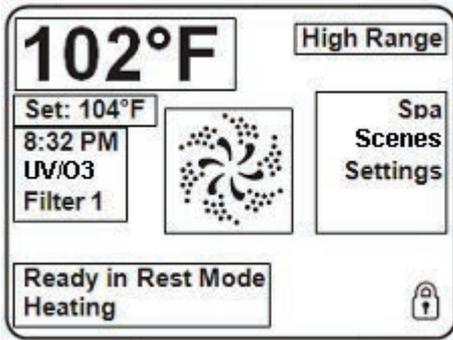 102°F
High Range
Set: 104°F
8:32 PM
UV/O3
Filter 1
Spa
Scenes
Settings
Ready in Rest Mode
Heating